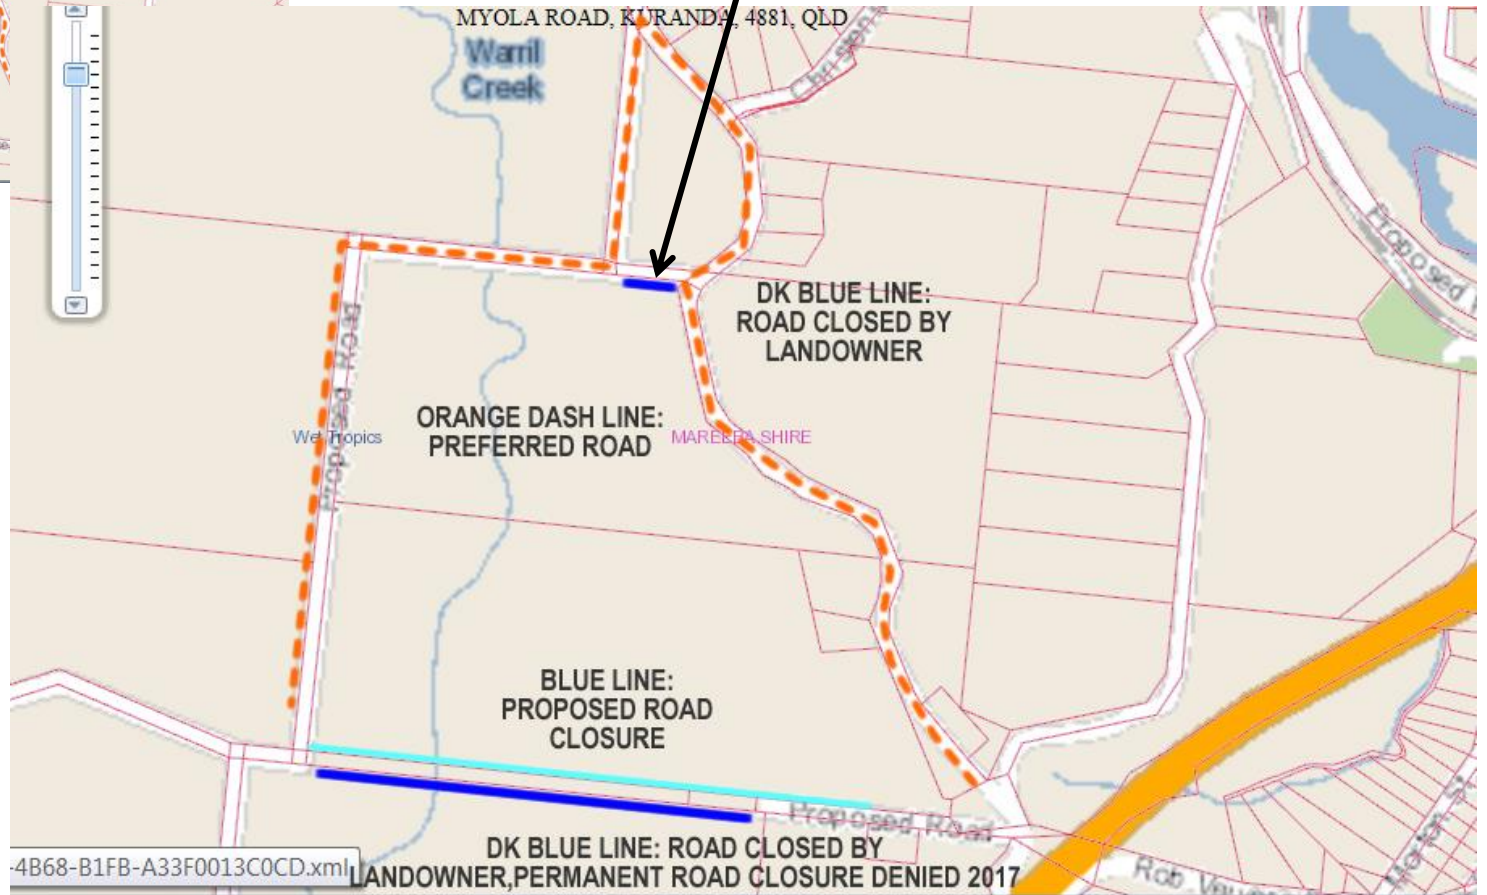 MYOLA ROAD, KURANDA, 4881, QLD
Warril
Creek
Proposed
DK BLUE LINE:
ROAD CLOSED BY
LANDOWNER
Proposed Road
ORANGE DASH LINE:
PREFERRED ROAD
Wet Tropics
MAREEBA SHIRE
BLUE LINE:
PROPOSED ROAD
CLOSURE
Proposed Road
DK BLUE LINE: ROAD CLOSED BY
LANDOWNER,PERMANENT ROAD CLOSURE DENIED 2017
-4B68-B1FB-A33F0013C0CD.xml
Rob